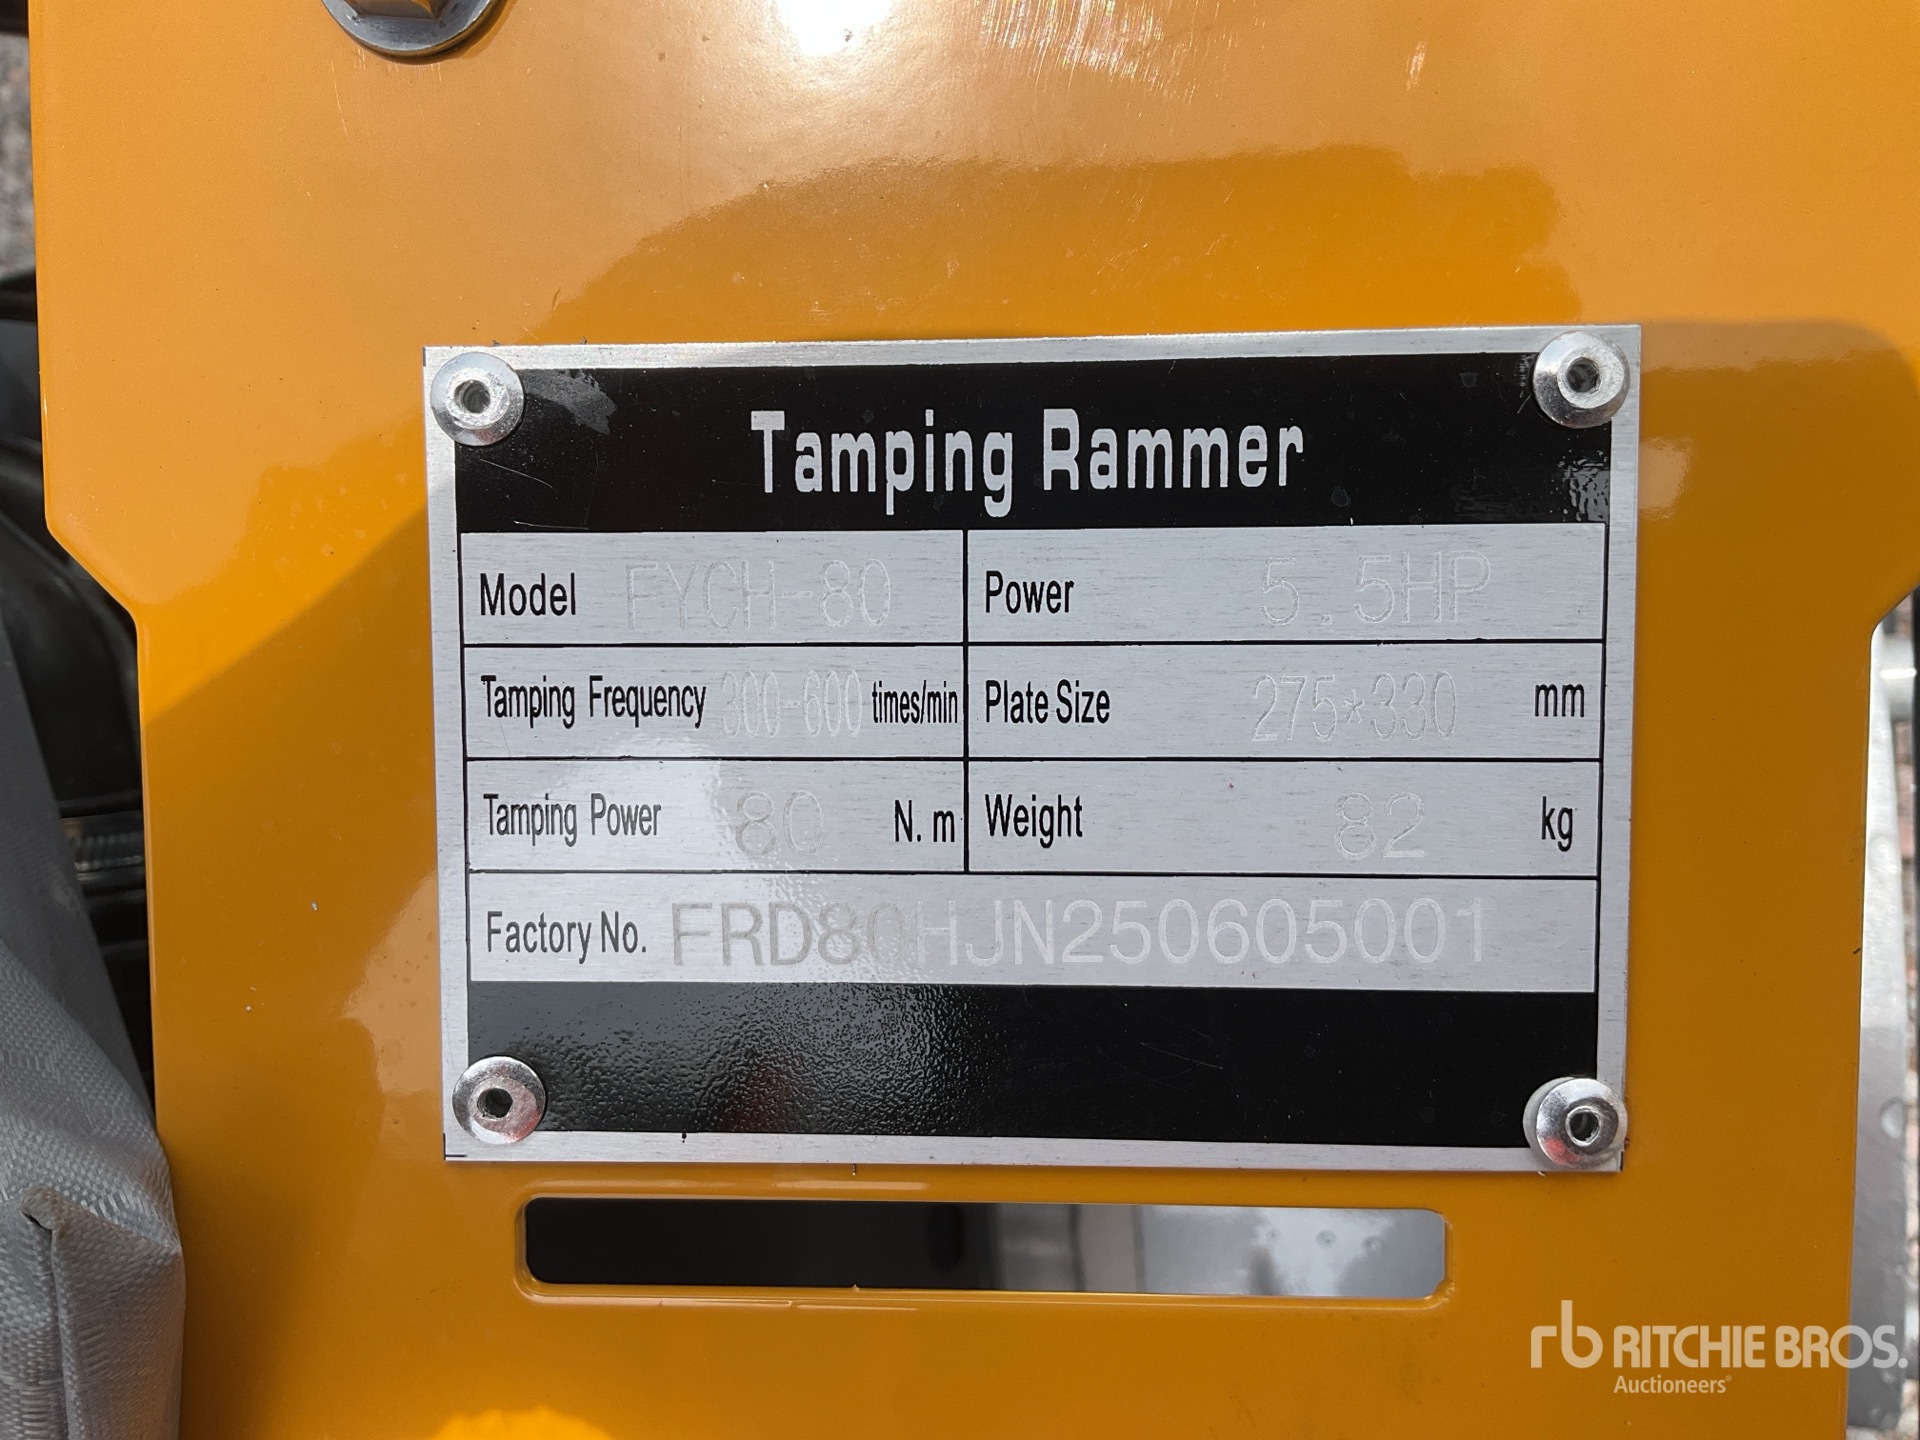 Tamping Rammer
Model FYCH-80 Power 5.5HP
Tamping Frequency 300-600 times/min Plate Size 275*330 mm
Tamping Power 80 N.m Weight 82 kg
Factory No. FRD80HJN250605001
rb RITCHIE BROS.
Auctioneers